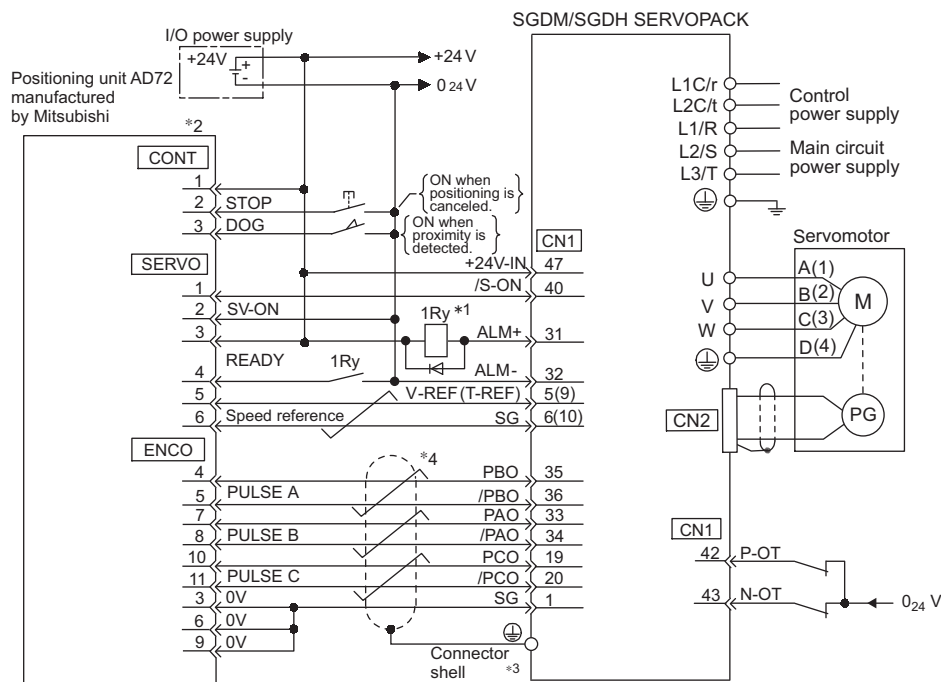 SGDM/SGDH SERVOPACK
I/O power supply
+24V + -
+24 V
0 24 V
Positioning unit AD72
manufactured
by Mitsubishi
*2
CONT
1
2 STOP
3 DOG
ON when
positioning is
canceled.
ON when
proximity is
detected.
SERVO
1
2 SV-ON
3
READY
4
5
6 Speed reference
1Ry *1
1Ry
CN1
+24V-IN 47
/S-ON 40
ALM+ 31
ALM- 32
V-REF (T-REF) 5(9)
SG 6(10)
ENCO
4
5 PULSE A
7
8 PULSE B
10
11 PULSE C
3 0V
6 0V
9 0V
*4
PBO 35
/PBO 36
PAO 33
/PAO 34
PCO 19
/PCO 20
SG 1
Connector
shell *3
L1C/r
L2C/t
Control
power supply
L1/R
L2/S
L3/T
Main circuit
power supply
Servomotor
U A(1)
V B(2)
W C(3)
D(4)
M
CN2
PG
CN1
42 P-OT
43 N-OT
024 V